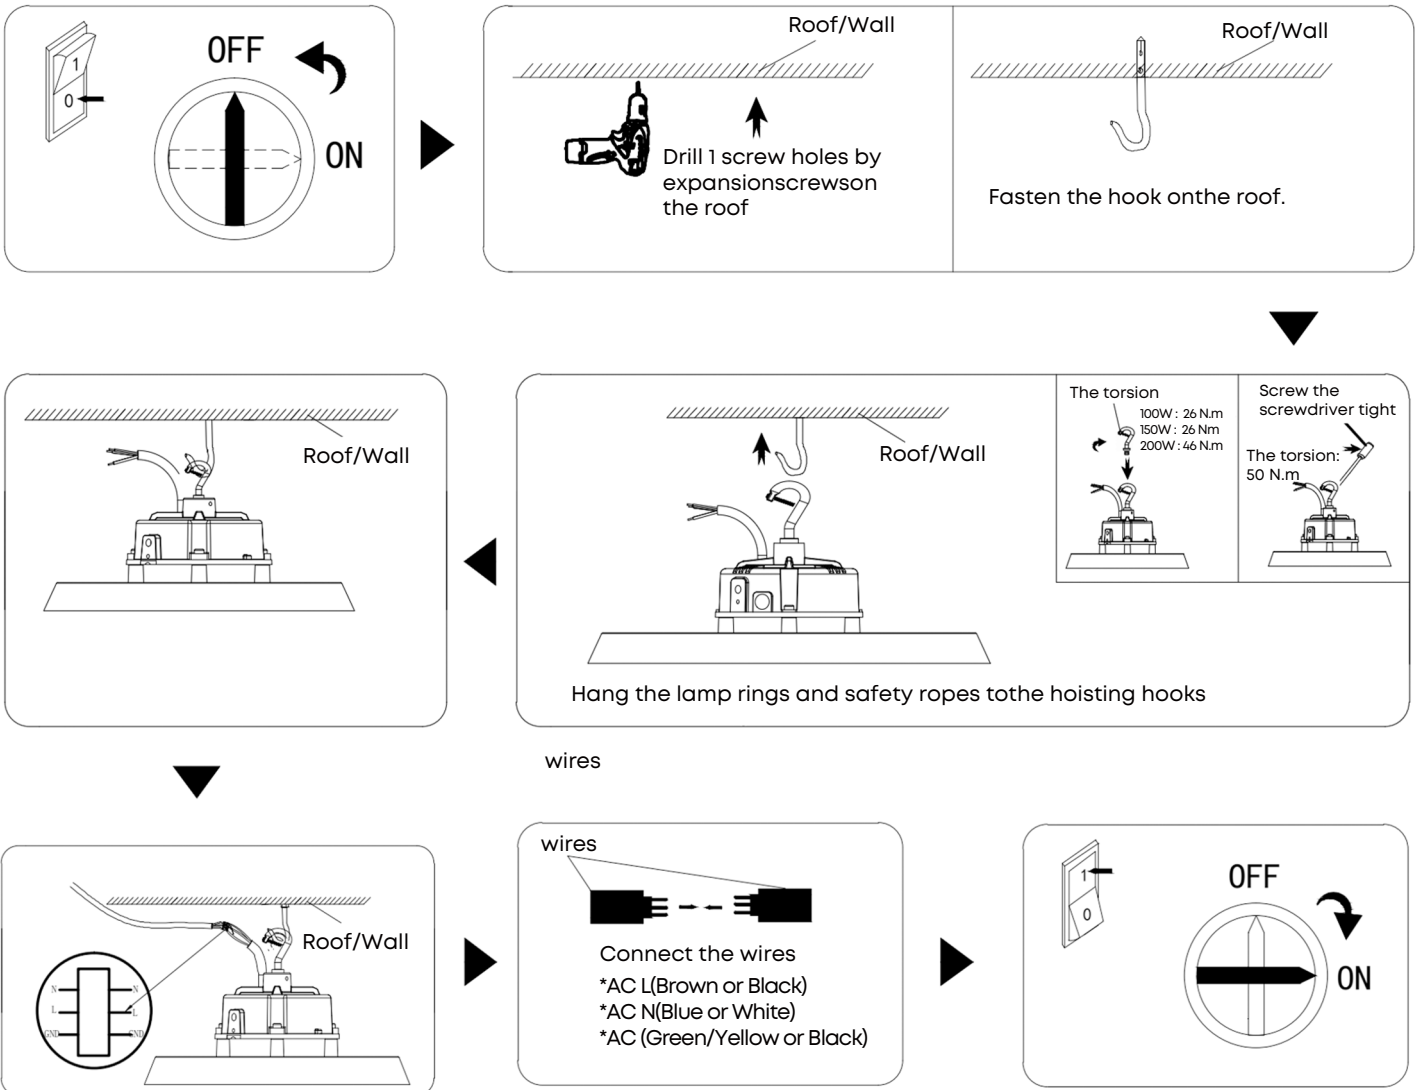 OFF
1
0
ON
Roof/Wall
Drill 1 screw holes by
expansionscrewson
the roof
Roof/Wall
Fasten the hook onthe roof.
Roof/Wall
Roof/Wall
The torsion
100W : 26 N.m
150W : 26 Nm
200W : 46 N.m
Screw the
screwdriver tight
The torsion:
50 N.m
Hang the lamp rings and safety ropes tothe hoisting hooks
wires
Roof/Wall
N N
L L
GND GND
wires
Connect the wires
*AC L(Brown or Black)
*AC N(Blue or White)
*AC (Green/Yellow or Black)
1
0
OFF
ON